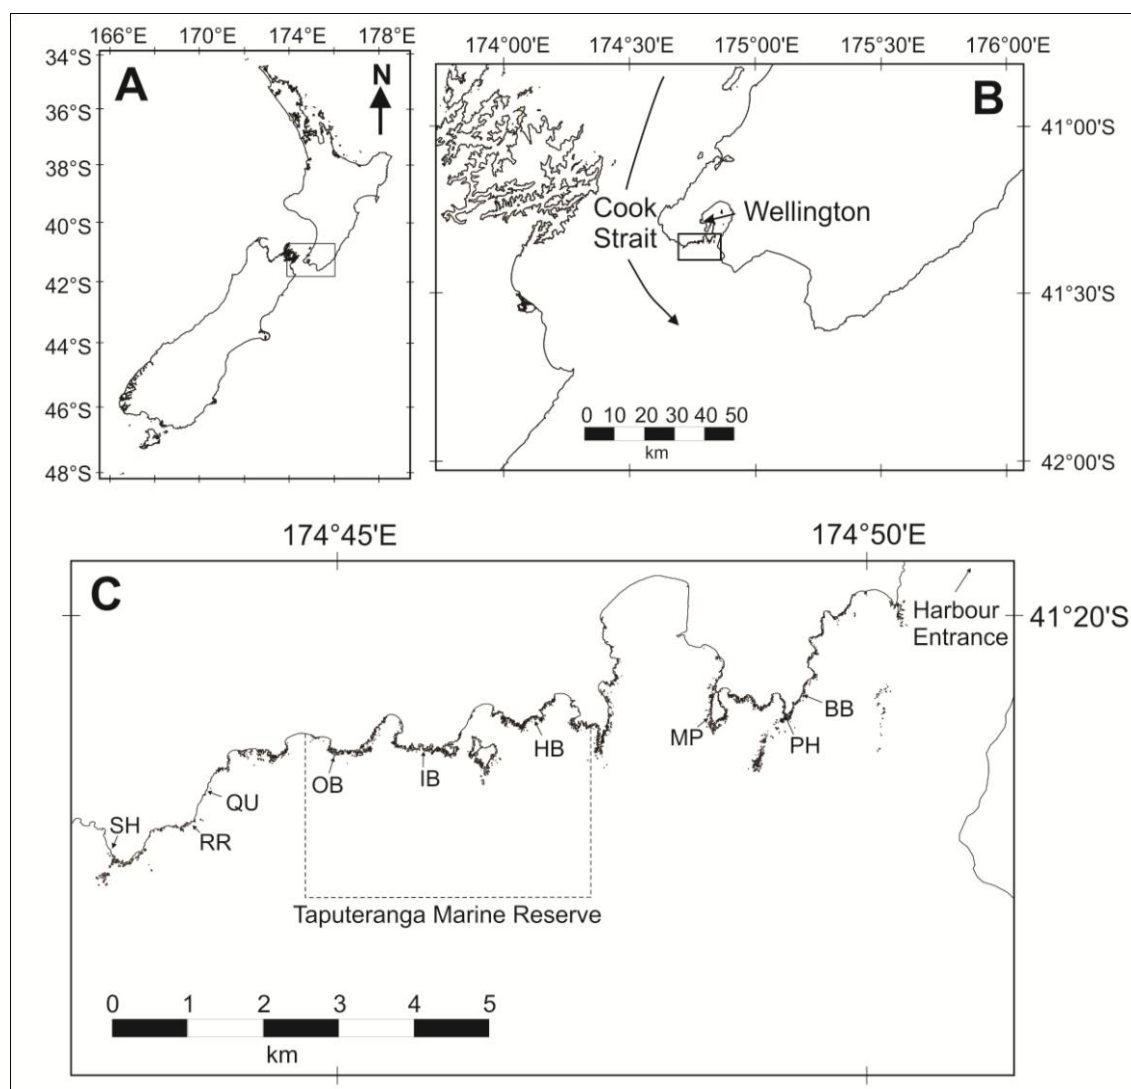 166°E 170°E 174°E 178°E
34°S
36°S
38°S
40°S
42°S
44°S
46°S
48°S
A
N
174°00'E 174°30'E 175°00'E 175°30'E 176°00'E
B
41°00'S
41°30'S
42°00'S
Cook
Strait
Wellington
0 10 20 30 40 50
km
174°45'E 174°50'E
C
41°20'S
Harbour
Entrance
BB
PH
MP
HB
IB
OB
QU
RR
SH
Taputeranga Marine Reserve
0 1 2 3 4 5
km